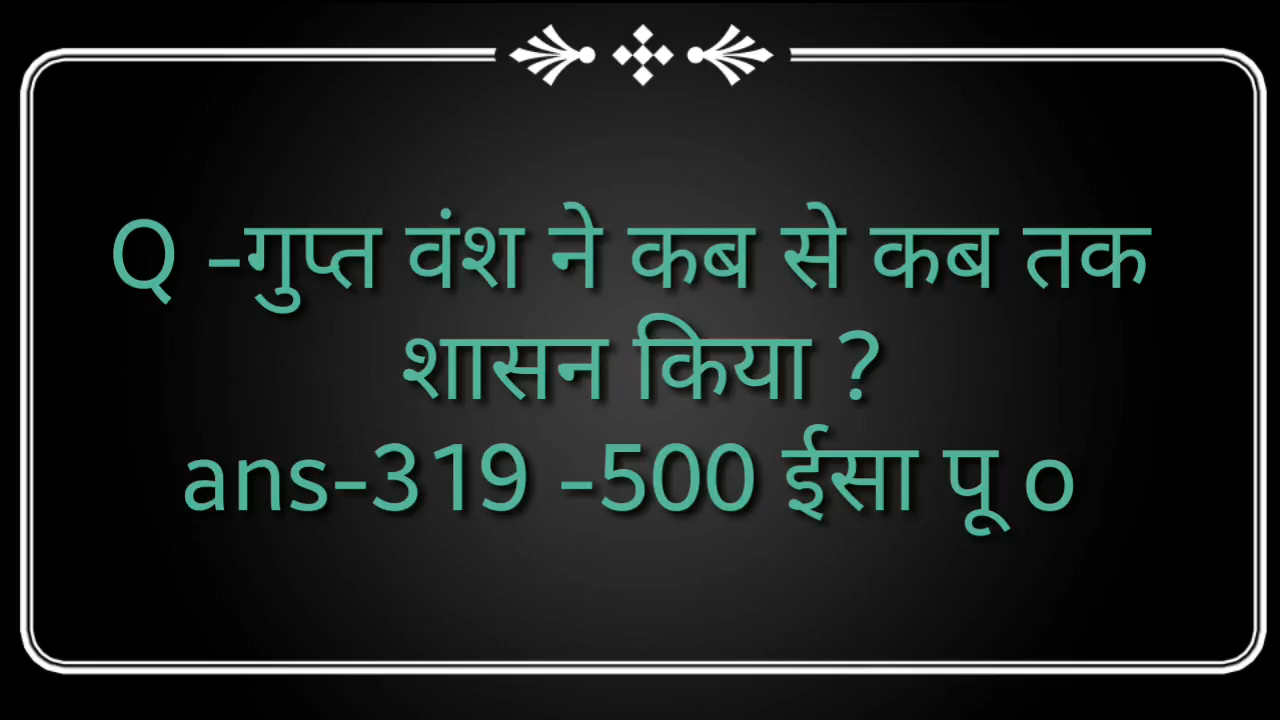 Q -गुप्त वंश ने कब से कब तक
शासन किया ?
ans-319 -500 ईसा पू o